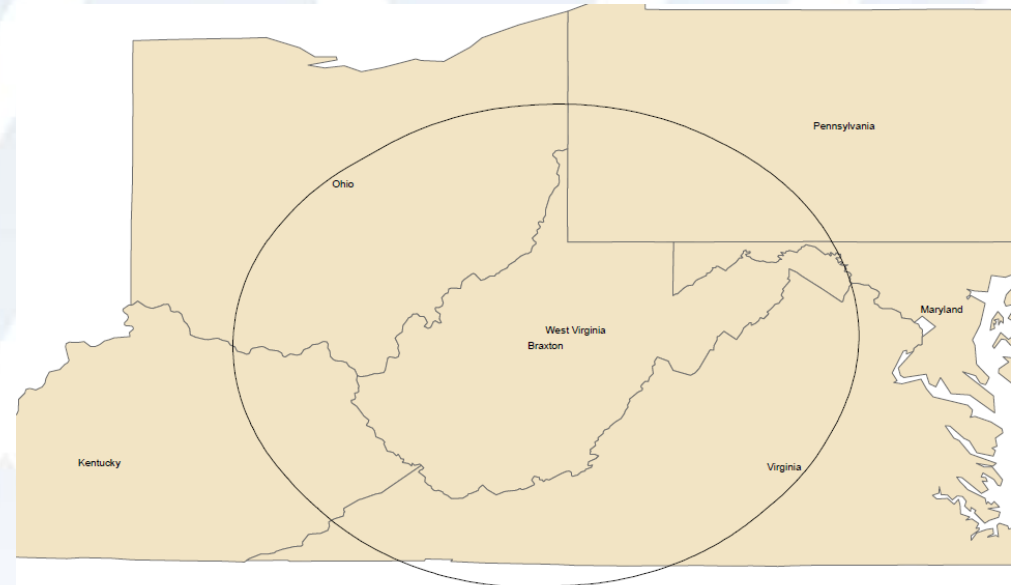 Pennsylvania
Ohio
Maryland
West Virginia
Braxton
Kentucky
Virginia